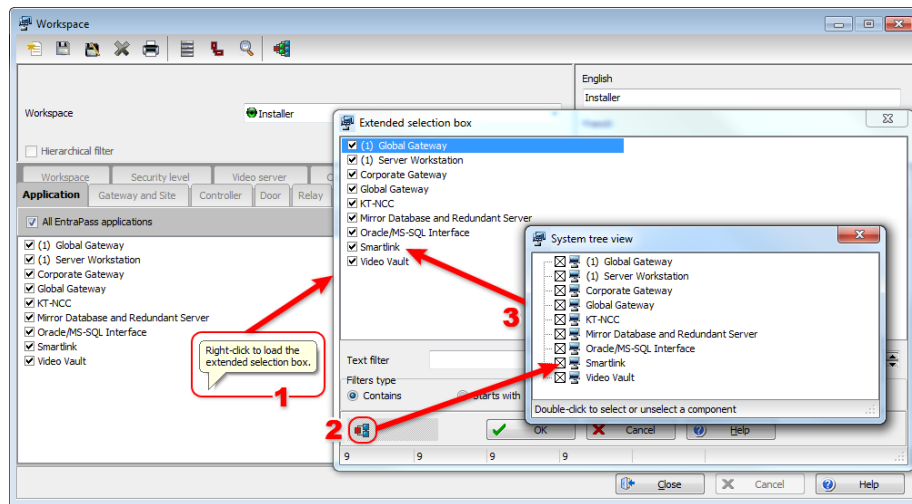 Workspace
English
Installer
Workspace
Installer
Hierarchical filter
Workspace Security level Video server
Application Gateway and Site Controller Door Relay
All EntraPass applications
(1) Global Gateway
(1) Server Workstation
Corporate Gateway
Global Gateway
KT-NCC
Mirror Database and Redundant Server
Oracle/MS-SQL Interface
Smartlink
Video Vault
Right-click to load the
extended selection box.
1
Extended selection box
(1) Global Gateway
(1) Server Workstation
Corporate Gateway
Global Gateway
KT-NCC
Mirror Database and Redundant Server
Oracle/MS-SQL Interface
Smartlink
Video Vault
3
Text filter
Filters type
Contains Starts with
2
OK Cancel Help
9 9 9 9
System tree view
(1) Global Gateway
(1) Server Workstation
Corporate Gateway
Global Gateway
KT-NCC
Mirror Database and Redundant Server
Oracle/MS-SQL Interface
Smartlink
Video Vault
Double-click to select or unselect a component
Close Cancel Help